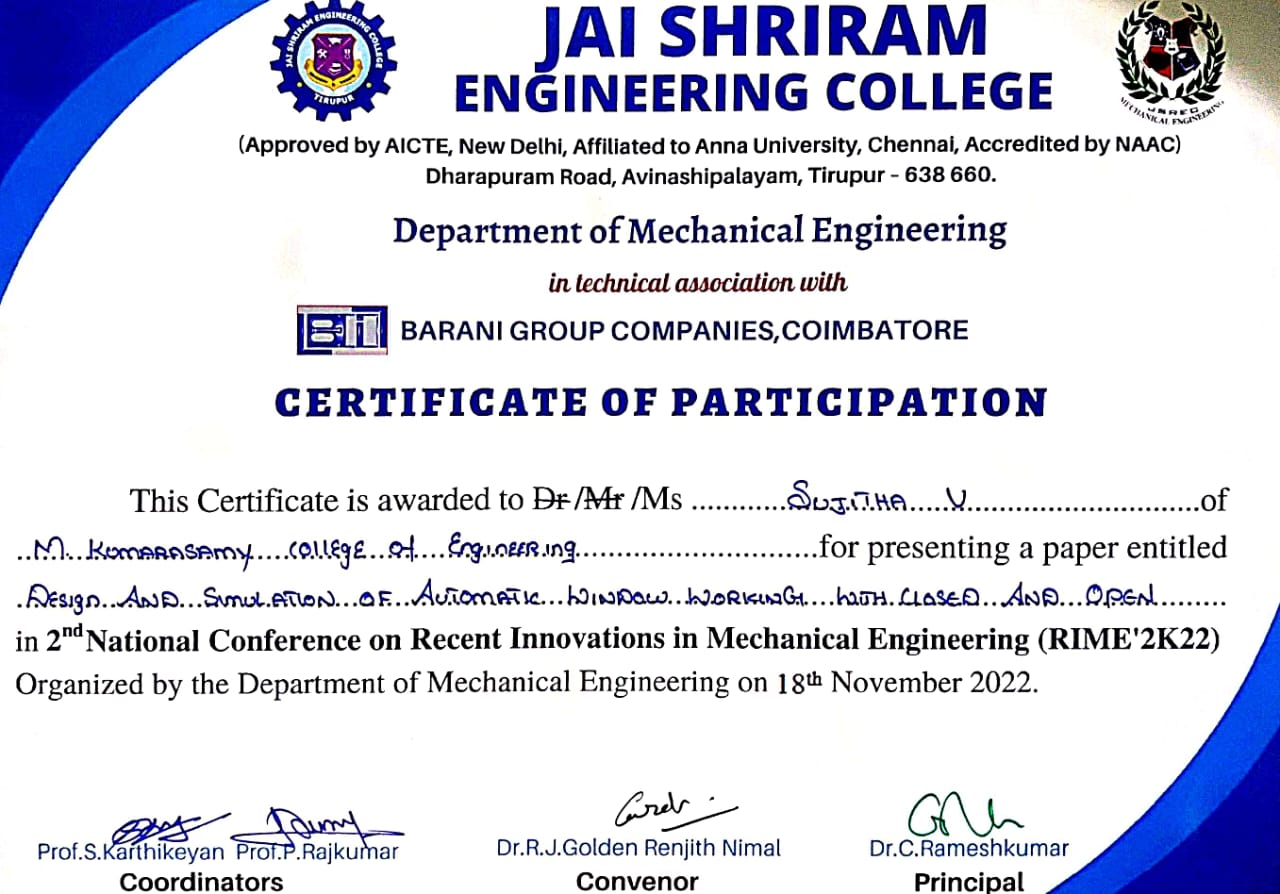 JAI SHRIRAM ENGINEERING COLLEGE
TIRUPUR
JAI SHRIRAM
ENGINEERING COLLEGE
JSREC
MECHANICAL ENGINEERING
(Approved by AICTE, New Delhi, Affiliated to Anna University, Chennai, Accredited by NAAC)
Dharapuram Road, Avinashipalayam, Tirupur - 638 660.
Department of Mechanical Engineering
in technical association with
BARANI GROUP COMPANIES,COIMBATORE
CERTIFICATE OF PARTICIPATION
This Certificate is awarded to Dr/Mr /Ms ...........SUJITHA....V...........................of
..M..KUMARASAMY....COLLEGE..OF....ENGINEERING...........................for presenting a paper entitled
.DESIGN..AND...SIMULATION...OF...AUTOMATIC...WINDOW..WORKING....WITH.CLOSED...AND...OPEN........
in 2nd National Conference on Recent Innovations in Mechanical Engineering (RIME'2K22)
Organized by the Department of Mechanical Engineering on 18th November 2022.
Prof.S.Karthikeyan Prof.P.Rajkumar
Coordinators
Dr.R.J.Golden Renjith Nimal
Convenor
Dr.C.Rameshkumar
Principal